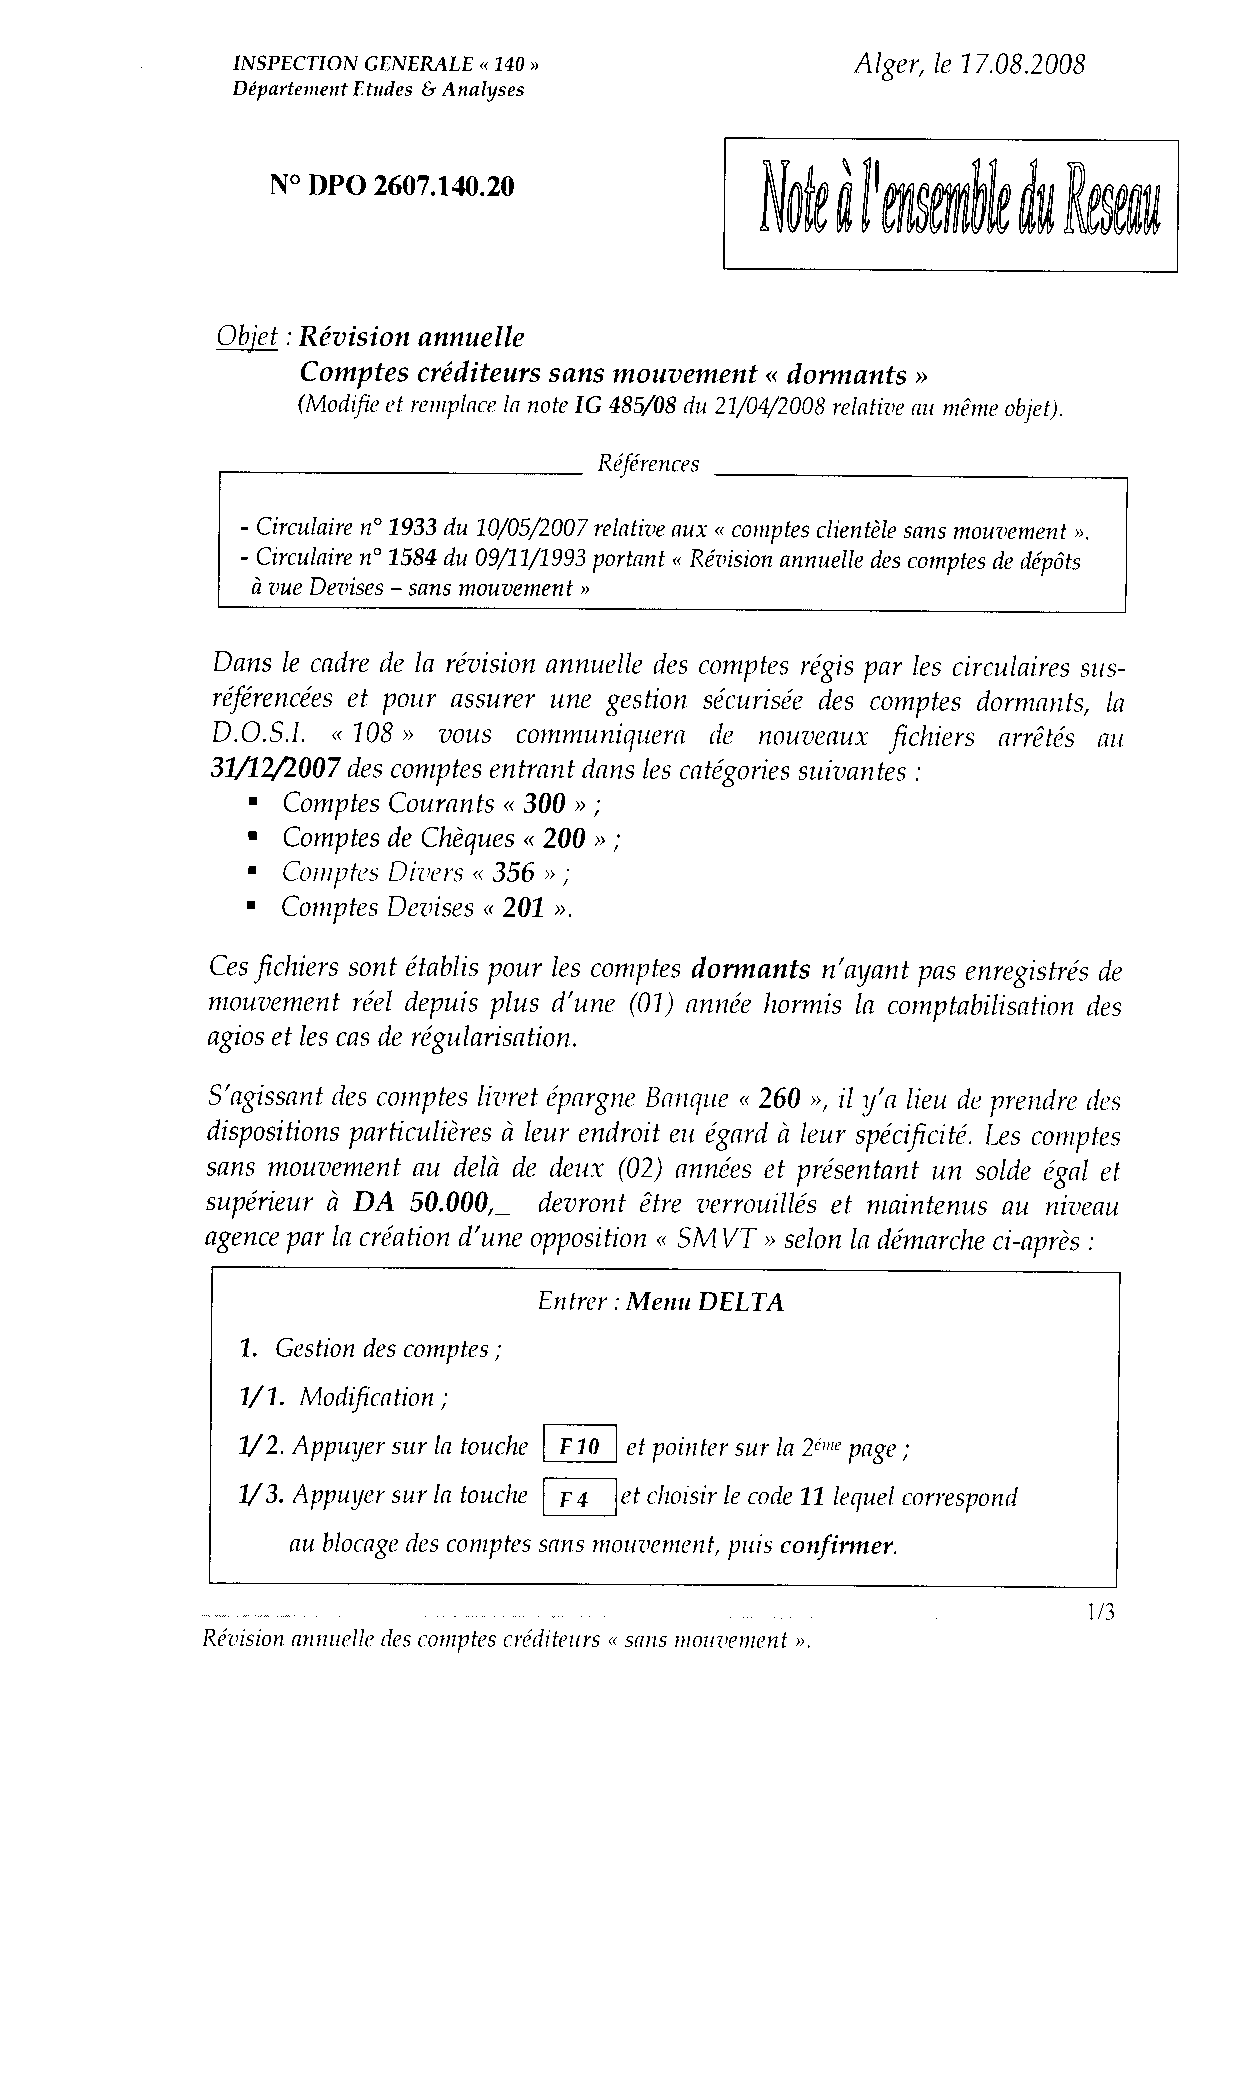 INSPECTION GENERALE « 140 »
Département Etudes & Analyses
Alger, le 17.08.2008
N° DPO 2607.140.20
Note à l'ensemble du Reseau
Objet : Révision annuelle
Comptes créditeurs sans mouvement « dormants »
(Modifie et remplace la note IG 485/08 du 21/04/2008 relative au même objet).
Références
- Circulaire n° 1933 du 10/05/2007 relative aux « comptes clientèle sans mouvement ».
- Circulaire n° 1584 du 09/11/1993 portant « Révision annuelle des comptes de dépôts
à vue Devises – sans mouvement »
Dans le cadre de la révision annuelle des comptes régis par les circulaires sus-
référencées et pour assurer une gestion sécurisée des comptes dormants, la
D.O.S.I. « 108 » vous communiquera de nouveaux fichiers arrêtés au
31/12/2007 des comptes entrant dans les catégories suivantes :
▪ Comptes Courants « 300 » ;
▪ Comptes de Chèques « 200 » ;
▪ Comptes Divers « 356 » ;
▪ Comptes Devises « 201 ».
Ces fichiers sont établis pour les comptes dormants n'ayant pas enregistrés de
mouvement réel depuis plus d'une (01) année hormis la comptabilisation des
agios et les cas de régularisation.
S'agissant des comptes livret épargne Banque « 260 », il y'a lieu de prendre des
dispositions particulières à leur endroit eu égard à leur spécificité. Les comptes
sans mouvement au delà de deux (02) années et présentant un solde égal et
supérieur à DA 50.000,_ devront être verrouillés et maintenus au niveau
agence par la création d'une opposition « SMVT » selon la démarche ci-après :
Entrer : Menu DELTA
1. Gestion des comptes ;
1/1. Modification ;
1/2. Appuyer sur la touche F10 et pointer sur la 2ème page ;
1/3. Appuyer sur la touche F4 et choisir le code 11 lequel correspond
au blocage des comptes sans mouvement, puis confirmer.
1/3
Révision annuelle des comptes créditeurs « sans mouvement ».